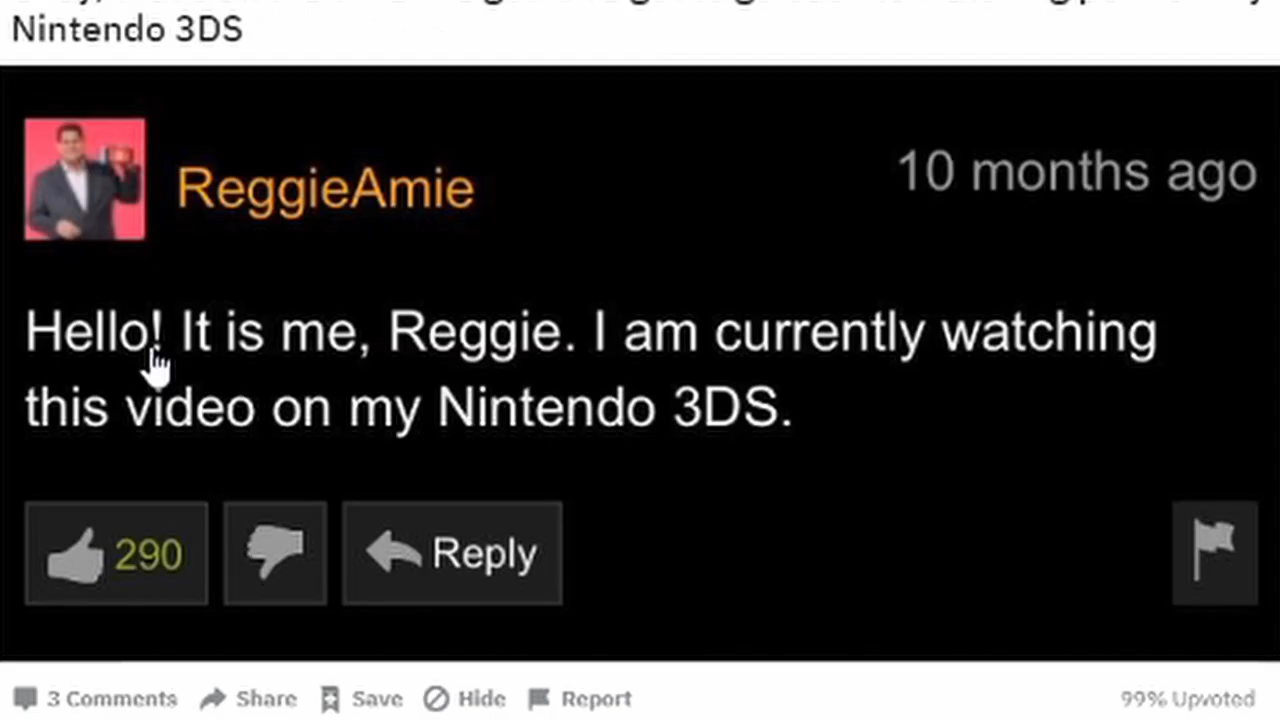 Nintendo 3DS
ReggieAmie
10 months ago
Hello! It is me, Reggie. I am currently watching
this video on my Nintendo 3DS.
290
Reply
3 Comments Share Save Hide Report
99% Upvoted